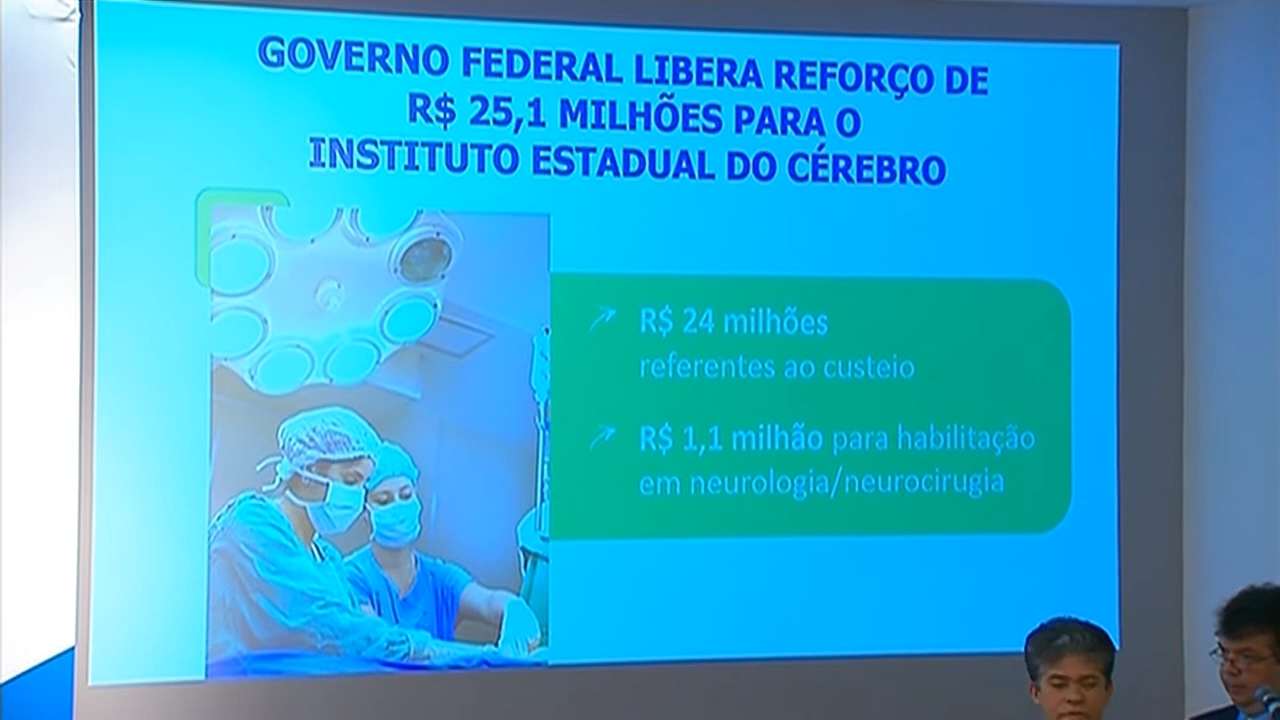 GOVERNO FEDERAL LIBERA REFORÇO DE
R$ 25,1 MILHÕES PARA O
INSTITUTO ESTADUAL DO CÉREBRO
R$ 24 milhões
referentes ao custeio
R$ 1,1 milhão para habilitação
em neurologia/neurocirugia